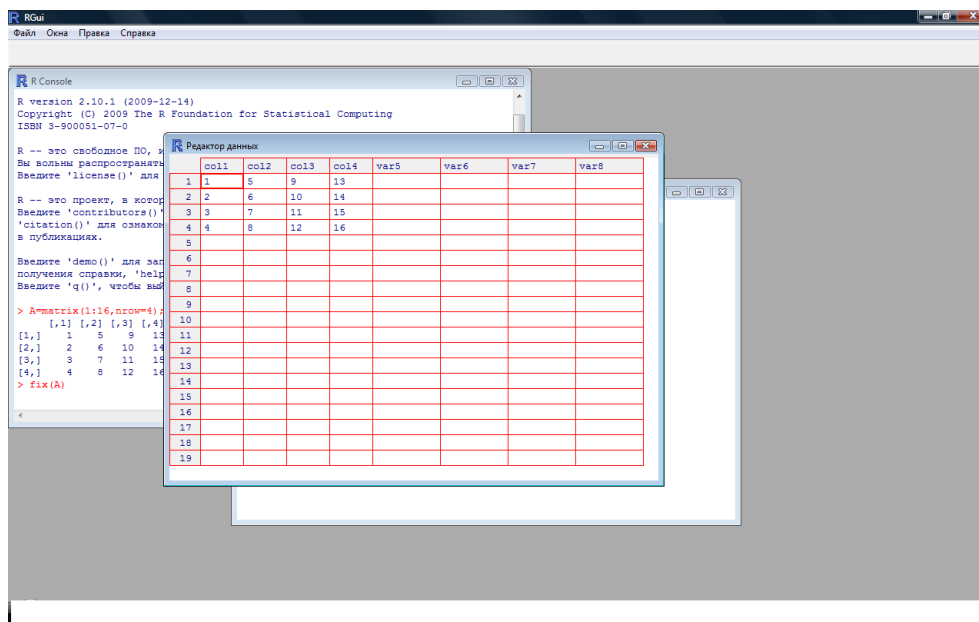 RGui
Файл Окна Правка Справка
R Console
R version 2.10.1 (2009-12-14)
Copyright (C) 2009 The R Foundation for Statistical Computing
ISBN 3-900051-07-0
R -- это свободное ПО, и
Вы вольны распространять
Введите 'license()' для
R -- это проект, в котор
Введите 'contributors()'
'citation()' для ознаком
в публикациях.
Введите 'demo()' для зап
получения справки, 'help
Введите 'q()', чтобы вый
> A=matrix(1:16,nrow=4);
[,1] [,2] [,3] [,4]
[1,] 1 5 9 13
[2,] 2 6 10 14
[3,] 3 7 11 15
[4,] 4 8 12 16
> fix(A)
Редактор данных
col1 col2 col3 col4 var5 var6 var7 var8
1 1 5 9 13
2 2 6 10 14
3 3 7 11 15
4 4 8 12 16
5
6
7
8
9
10
11
12
13
14
15
16
17
18
19